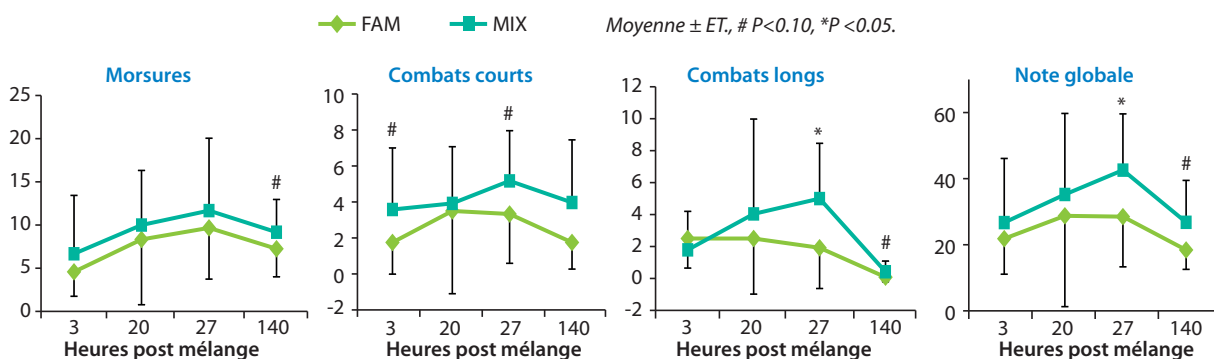 FAM MIX Moyenne ± ET., # P<0.10, *P <0.05.
Morsures
25
20
15
10
5
0
#
3 20 27 140
Heures post mélange
Combats courts
10
8
6
4
2
0
-2
# #
3 20 27 140
Heures post mélange
Combats longs
12
10
8
6
4
2
0
-2
*
#
3 20 27 140
Heures post mélange
Note globale
60
40
20
0
*
#
3 20 27 140
Heures post mélange